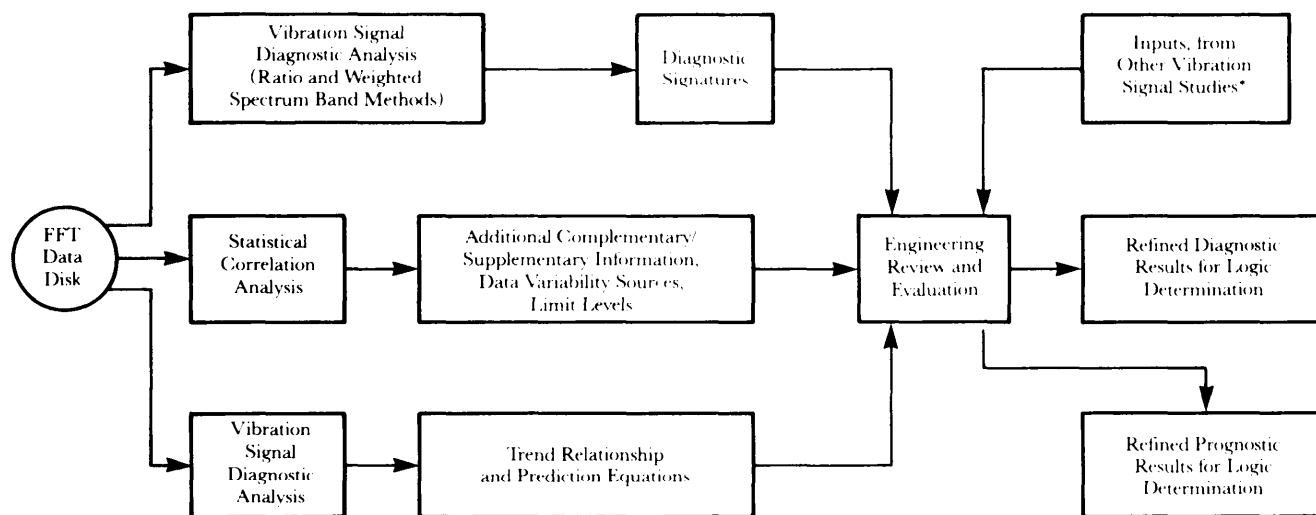 FFT
Data
Disk
Vibration Signal
Diagnostic Analysis
(Ratio and Weighted
Spectrum Band Methods)
Diagnostic
Signatures
Inputs, from
Other Vibration
Signal Studies*
Statistical
Correlation
Analysis
Additional Complementary/
Supplementary Information,
Data Variability Sources,
Limit Levels
Engineering
Review and
Evaluation
Refined Diagnostic
Results for Logic
Determination
Vibration
Signal
Diagnostic
Analysis
Trend Relationship
and Prediction Equations
Refined Prognostic
Results for Logic
Determination